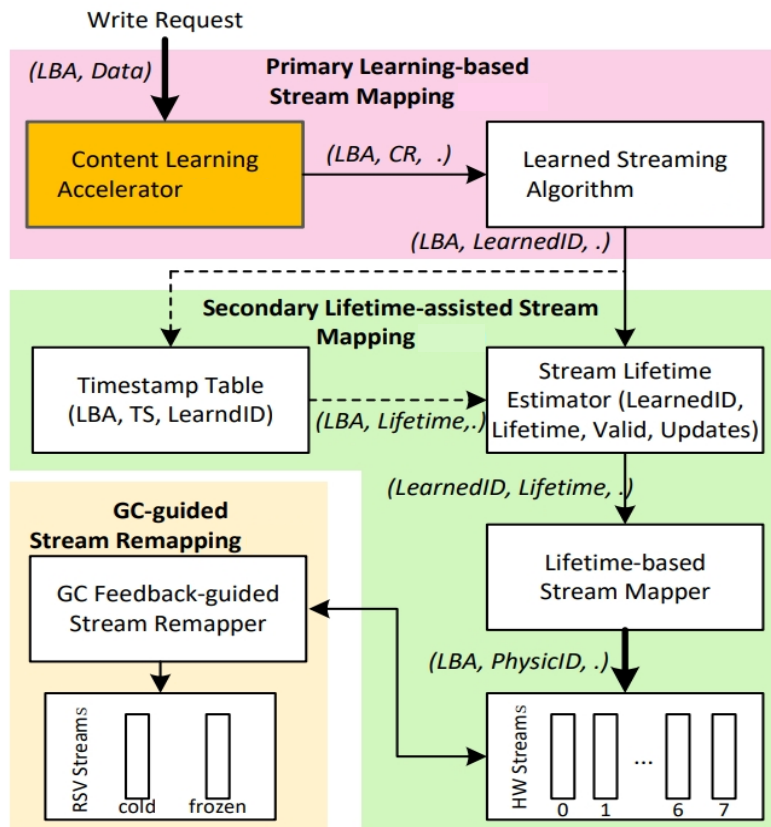 Write Request
(LBA, Data)
Primary Learning-based
Stream Mapping
Content Learning
Accelerator
(LBA, CR, .)
Learned Streaming
Algorithm
(LBA, LearnedID, .)
Secondary Lifetime-assisted Stream
Mapping
Timestamp Table
(LBA, TS, LearndID)
(LBA, Lifetime,.)
Stream Lifetime
Estimator (LearnedID,
Lifetime, Valid, Updates)
(LearnedID, Lifetime, .)
GC-guided
Stream Remapping
GC Feedback-guided
Stream Remapper
Lifetime-based
Stream Mapper
(LBA, PhysicID, .)
RSV Streams
cold
frozen
HW Streams
...
0 1 6 7